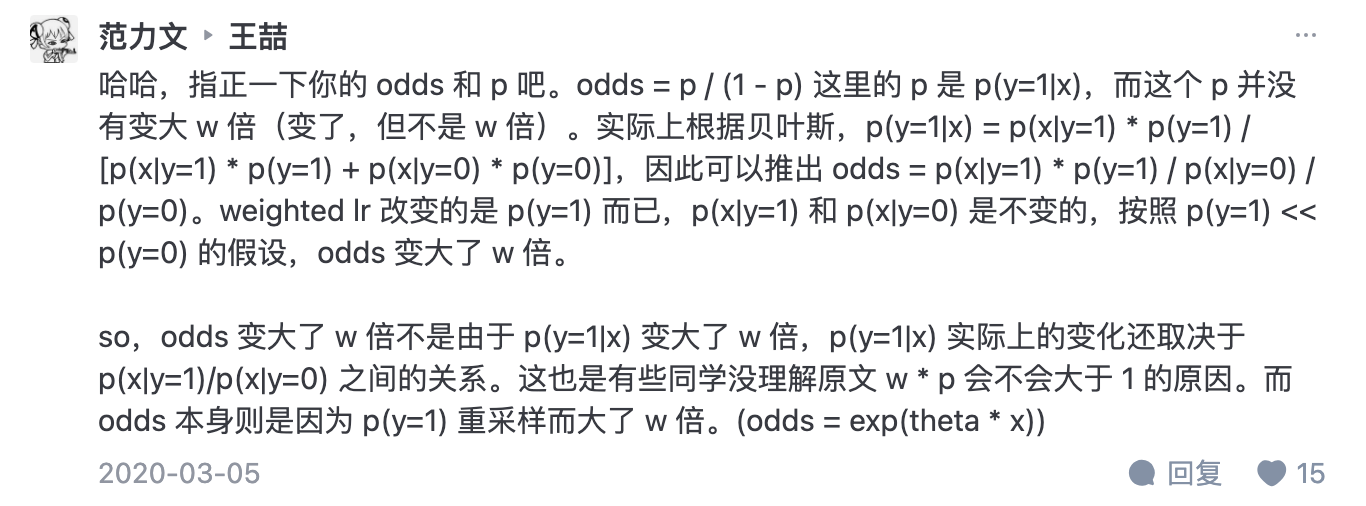 范力文 ▸ 王喆
哈哈，指正一下你的 odds 和 p 吧。odds = p / (1 - p) 这里的 p 是 p(y=1|x)，而这个 p 并没
有变大 w 倍（变了，但不是 w 倍）。实际上根据贝叶斯，p(y=1|x) = p(x|y=1) * p(y=1) /
[p(x|y=1) * p(y=1) + p(x|y=0) * p(y=0)]，因此可以推出 odds = p(x|y=1) * p(y=1) / p(x|y=0) /
p(y=0)。weighted lr 改变的是 p(y=1) 而已，p(x|y=1) 和 p(x|y=0) 是不变的，按照 p(y=1) <<
p(y=0) 的假设，odds 变大了 w 倍。
so，odds 变大了 w 倍不是由于 p(y=1|x) 变大了 w 倍，p(y=1|x) 实际上的变化还取决于
p(x|y=1)/p(x|y=0) 之间的关系。这也是有些同学没理解原文 w * p 会不会大于 1 的原因。而
odds 本身则是因为 p(y=1) 重采样而大了 w 倍。(odds = exp(theta * x))
2020-03-05 回复 15